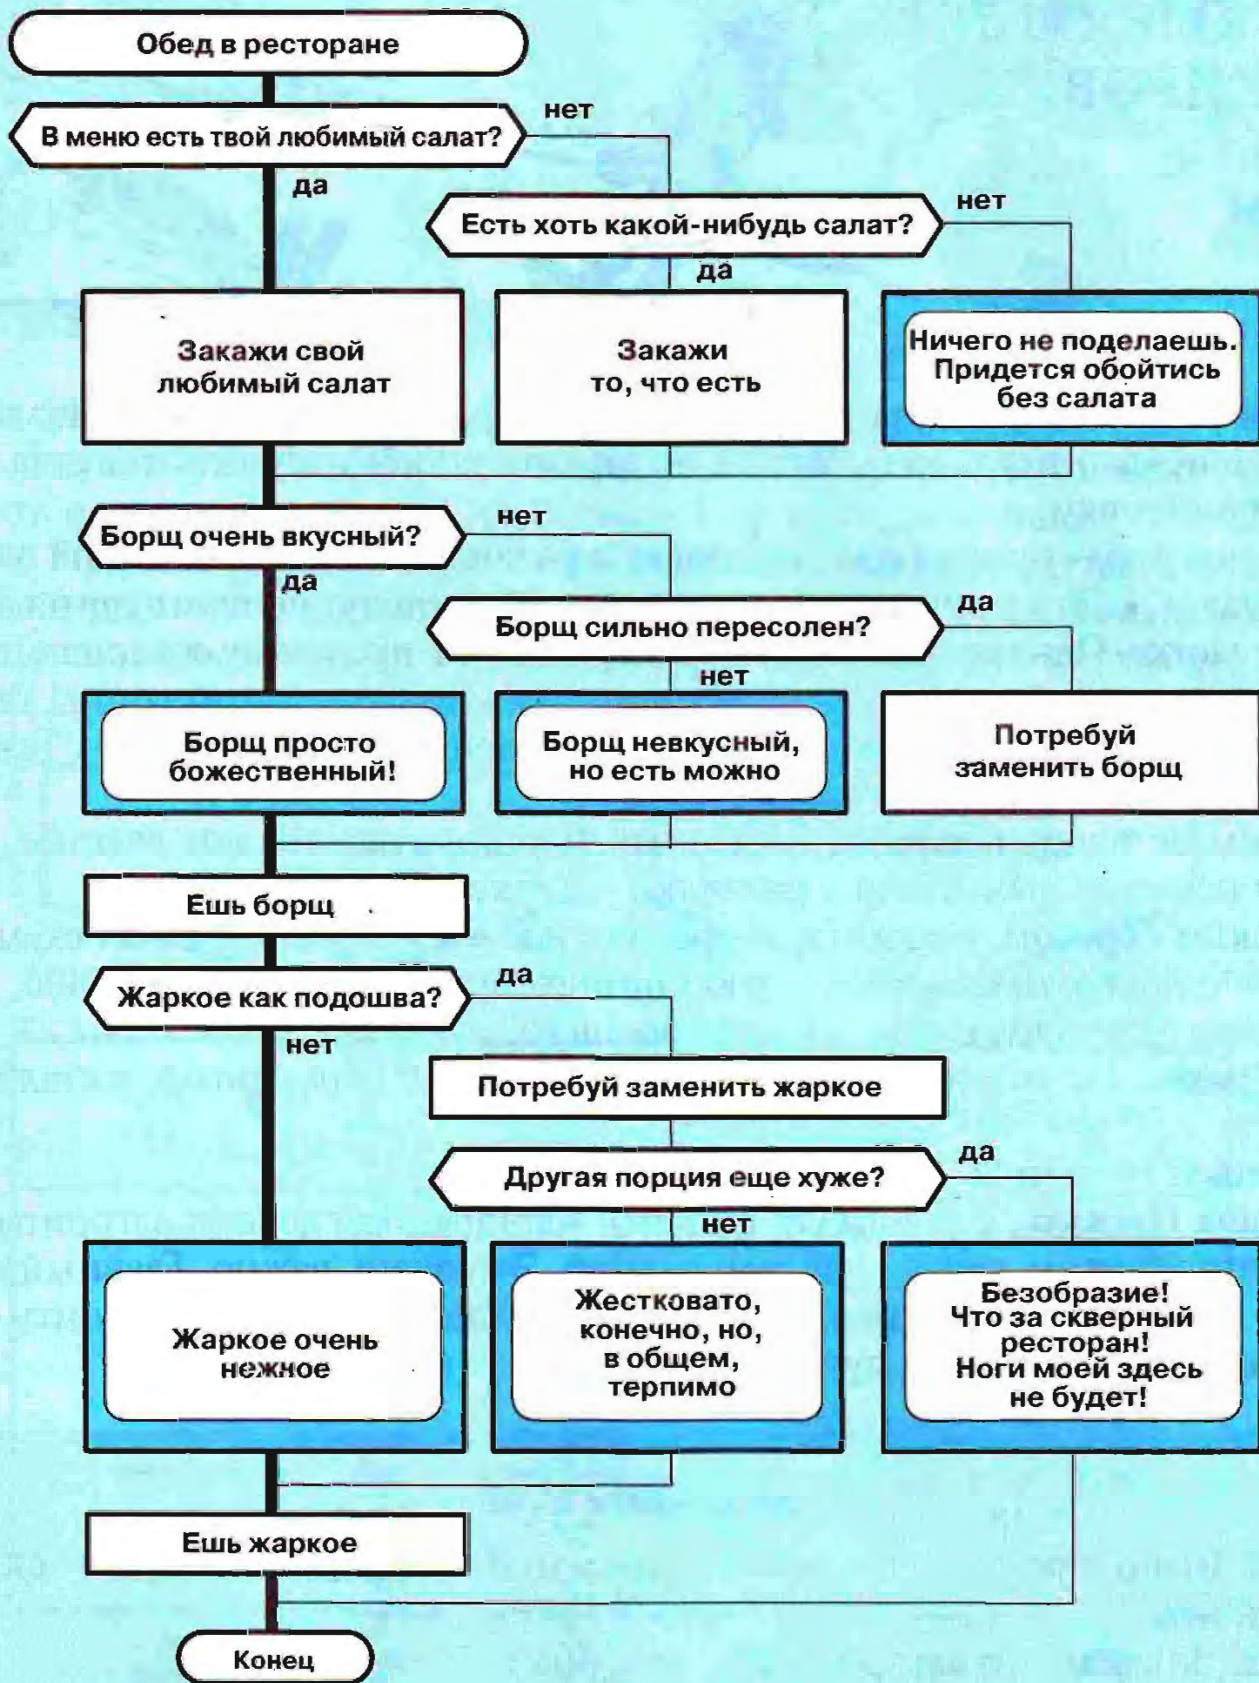 Обед в ресторане
В меню есть твой любимый салат?
нет
да
Есть хоть какой-нибудь салат?
нет
да
Закажи свой
любимый салат
Закажи
то, что есть
Ничего не поделаешь.
Придется обойтись
без салата
Борщ очень вкусный?
нет
да
Борщ сильно пересолен?
да
нет
Борщ просто
божественный!
Борщ невкусный,
но есть можно
Потребуй
заменить борщ
Ешь борщ
Жаркое как подошва?
да
нет
Потребуй заменить жаркое
Другая порция еще хуже?
да
нет
Жаркое очень
нежное
Жестковато,
конечно, но,
в общем,
терпимо
Безобразие!
Что за скверный
ресторан!
Ноги моей здесь
не будет!
Ешь жаркое
Конец